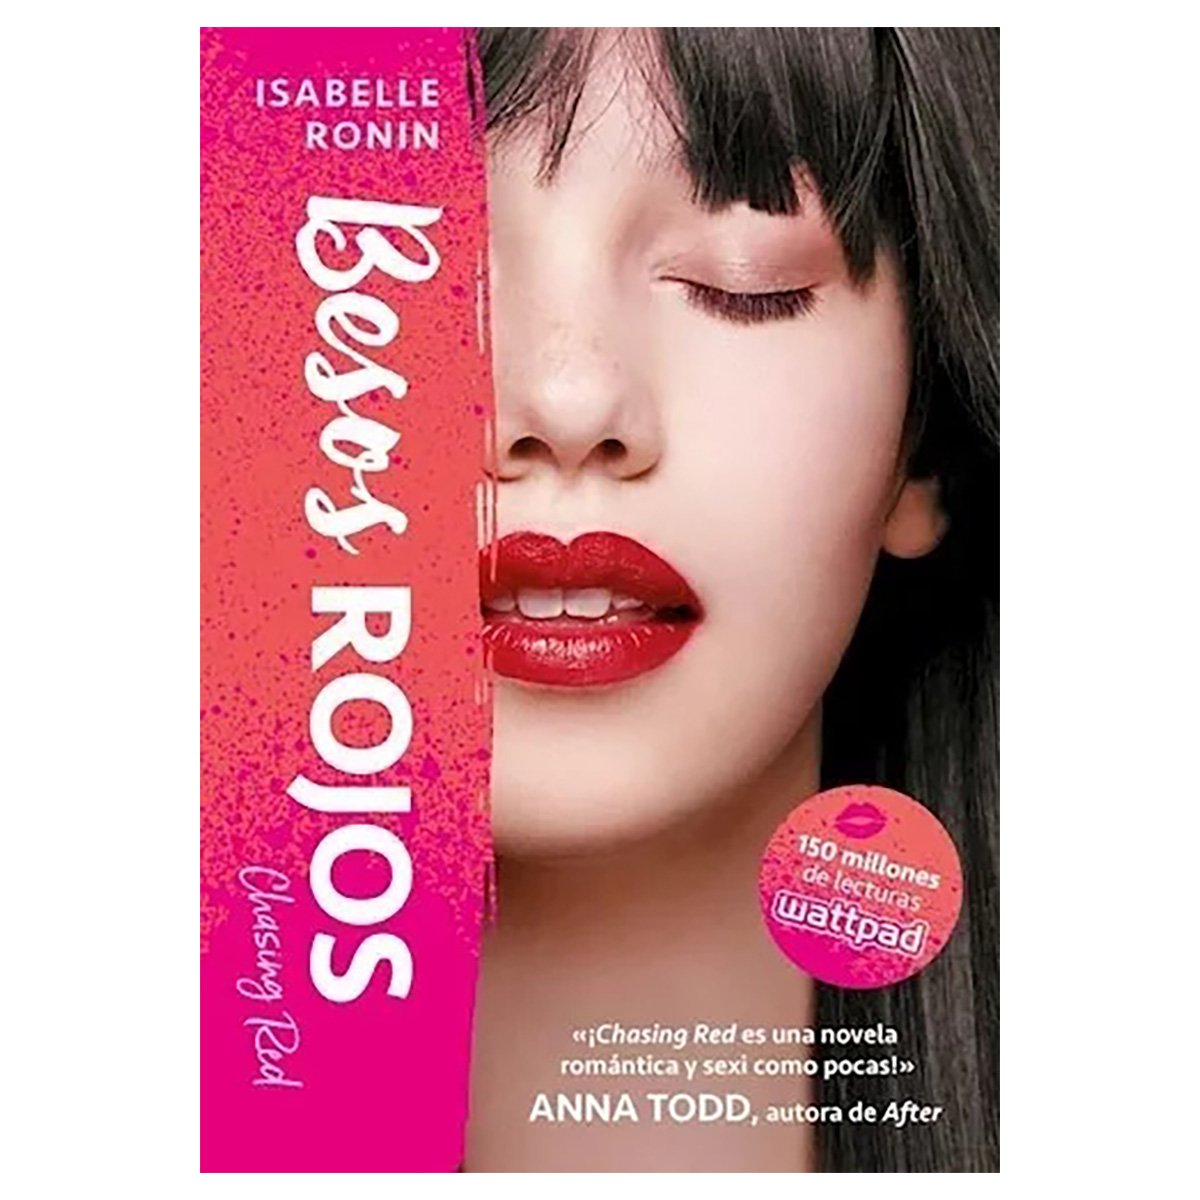 ISABELLE
RONIN
Besos ROJOS
Chasing Red
150 millones
de lecturas
wattpad
«¡Chasing Red es una novela
romántica y sexi como pocas!»
ANNA TODD, autora de After